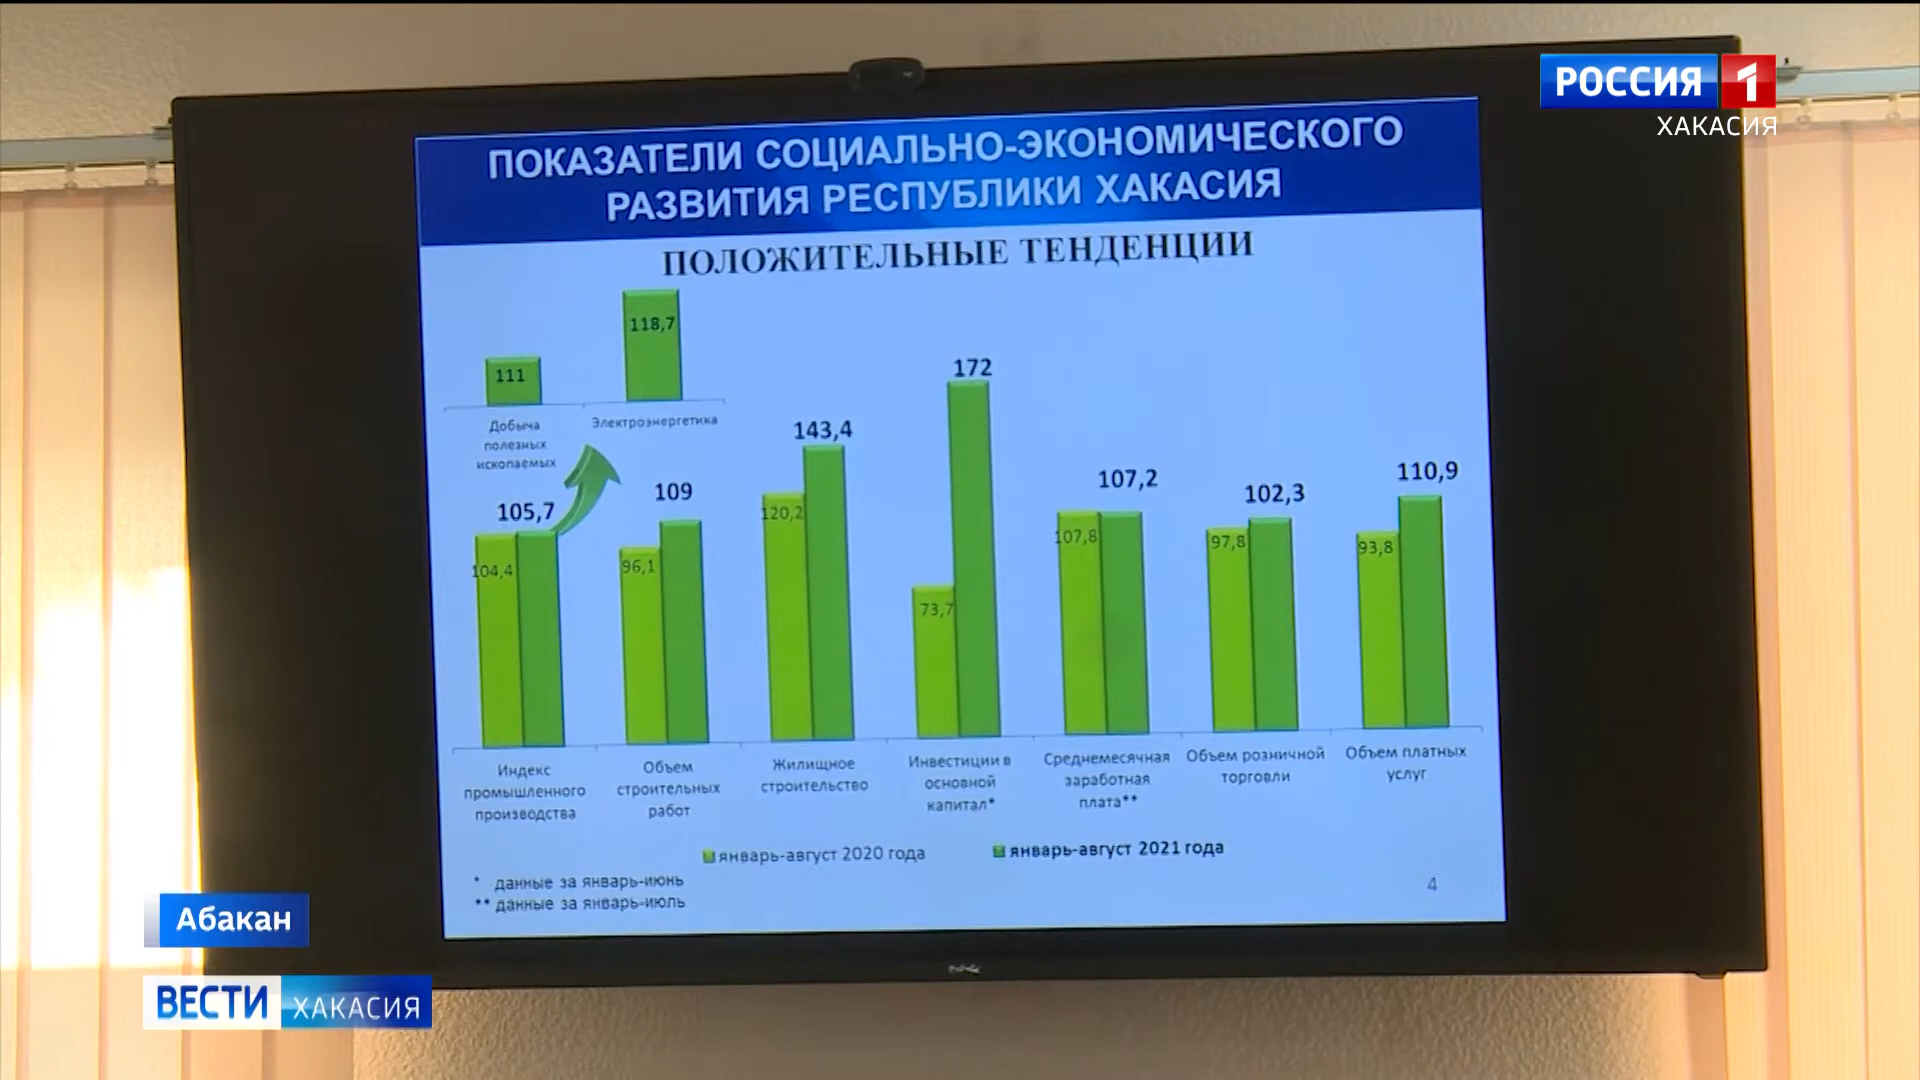 РОССИЯ 1
ХАКАСИЯ
ПОКАЗАТЕЛИ СОЦИАЛЬНО-ЭКОНОМИЧЕСКОГО
РАЗВИТИЯ РЕСПУБЛИКИ ХАКАСИЯ
ПОЛОЖИТЕЛЬНЫЕ ТЕНДЕНЦИИ
111
118,7
Добыча
полезных
ископаемых
Электроэнергетика
105,7
109
143,4
172
107,2
102,3
110,9
104,4
96,1
120,2
73,7
107,8
97,8
93,8
Индекс
промышленного
производства
Объем
строительных
работ
Жилищное
строительство
Инвестиции в
основной
капитал*
Среднемесячная
заработная
плата**
Объем розничной
торговли
Объем платных
услуг
январь-август 2020 года
январь-август 2021 года
* данные за январь-июнь
** данные за январь-июль
4
Абакан
ВЕСТИ ХАКАСИЯ